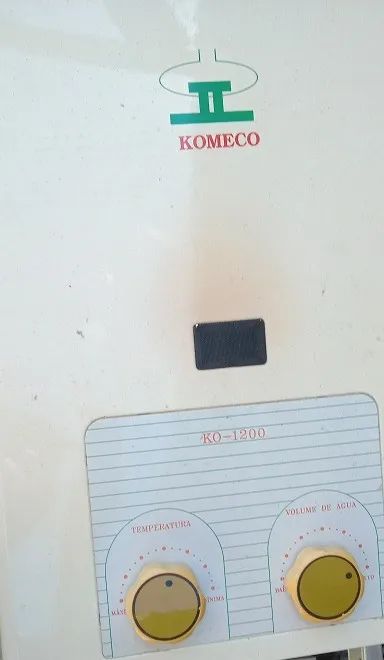 KOMECO
KO-1200
TEMPERATURA
VOLUME DE AGUA